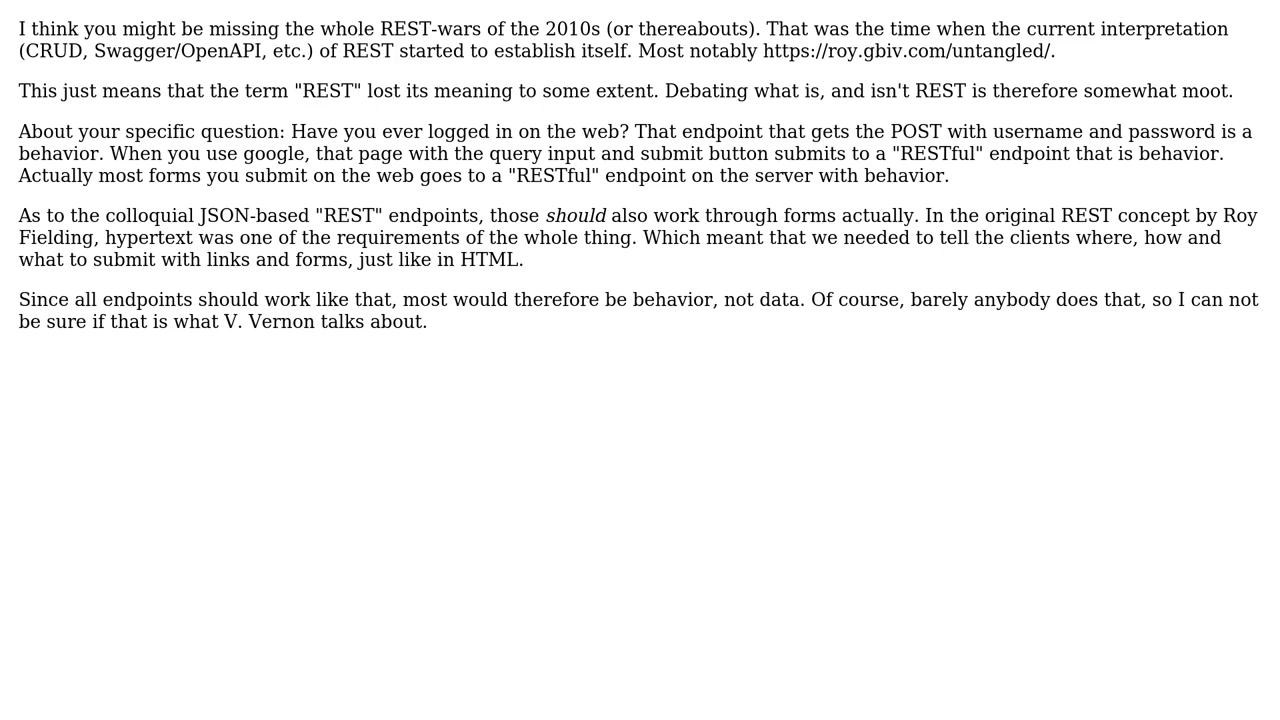 I think you might be missing the whole REST-wars of the 2010s (or thereabouts). That was the time when the current interpretation
(CRUD, Swagger/OpenAPI, etc.) of REST started to establish itself. Most notably https://roy.gbiv.com/untangled/.
This just means that the term "REST" lost its meaning to some extent. Debating what is, and isn't REST is therefore somewhat moot.
About your specific question: Have you ever logged in on the web? That endpoint that gets the POST with username and password is a
behavior. When you use google, that page with the query input and submit button submits to a "RESTful" endpoint that is behavior.
Actually most forms you submit on the web goes to a "RESTful" endpoint on the server with behavior.
As to the colloquial JSON-based "REST" endpoints, those should also work through forms actually. In the original REST concept by Roy
Fielding, hypertext was one of the requirements of the whole thing. Which meant that we needed to tell the clients where, how and
what to submit with links and forms, just like in HTML.
Since all endpoints should work like that, most would therefore be behavior, not data. Of course, barely anybody does that, so I can not
be sure if that is what V. Vernon talks about.